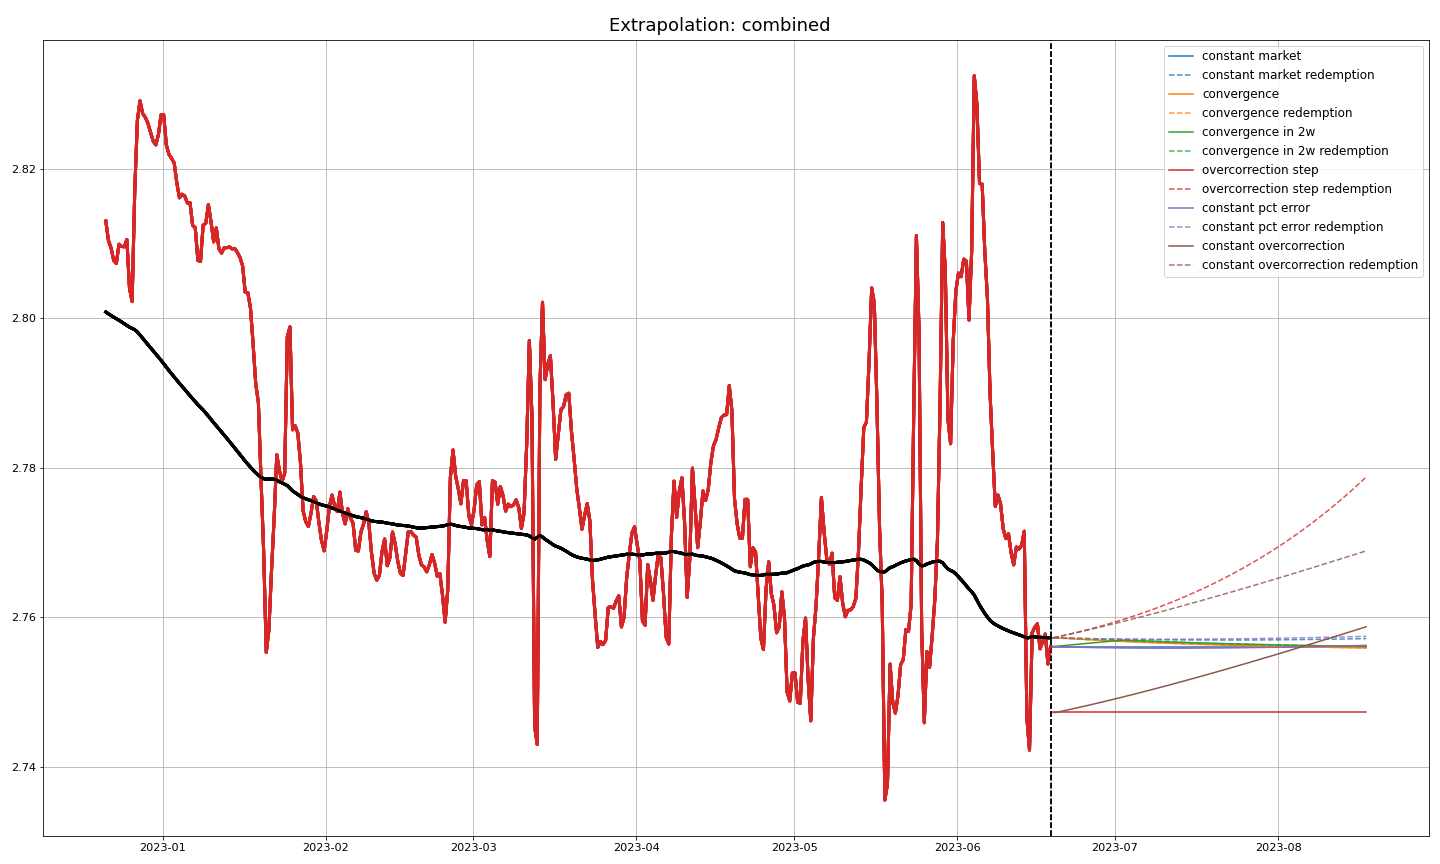 Extrapolation: combined
constant market
constant market redemption
convergence
convergence redemption
convergence in 2w
convergence in 2w redemption
overcorrection step
overcorrection step redemption
constant pct error
constant pct error redemption
constant overcorrection
constant overcorrection redemption
2.82
2.80
2.78
2.76
2.74
2023-01 2023-02 2023-03 2023-04 2023-05 2023-06 2023-07 2023-08